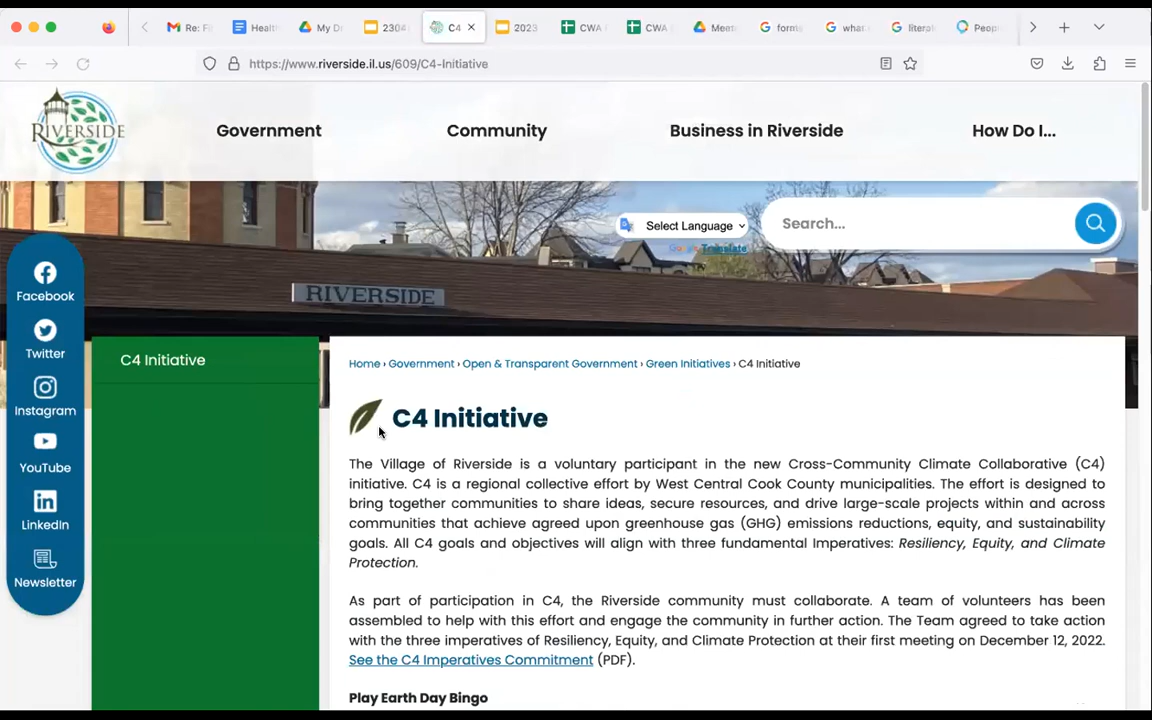 Re: Fi
Health
My Dr
2304
C4
2023
CWA
CWA
Meeti
forms
what
literal
Peopl
https://www.riverside.il.us/609/C4-Initiative
RIVERSIDE
Government
Community
Business in Riverside
How Do I...
Select Language
Search...
Google Translate
RIVERSIDE
Facebook
Twitter
Instagram
YouTube
LinkedIn
Newsletter
C4 Initiative
Home › Government › Open & Transparent Government › Green Initiatives › C4 Initiative
C4 Initiative
The Village of Riverside is a voluntary participant in the new Cross-Community Climate Collaborative (C4)
initiative. C4 is a regional collective effort by West Central Cook County municipalities. The effort is designed to
bring together communities to share ideas, secure resources, and drive large-scale projects within and across
communities that achieve agreed upon greenhouse gas (GHG) emissions reductions, equity, and sustainability
goals. All C4 goals and objectives will align with three fundamental Imperatives: Resiliency, Equity, and Climate
Protection.
As part of participation in C4, the Riverside community must collaborate. A team of volunteers has been
assembled to help with this effort and engage the community in further action. The Team agreed to take action
with the three imperatives of Resiliency, Equity, and Climate Protection at their first meeting on December 12, 2022.
See the C4 Imperatives Commitment (PDF).
Play Earth Day Bingo